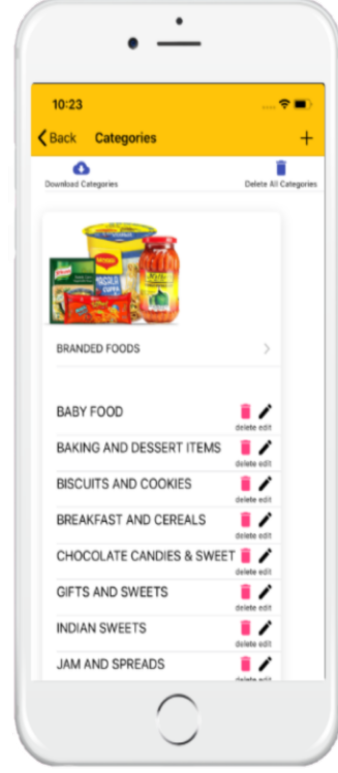 10:23
Back Categories +
Download Categories Delete All Categories
Knorr
BRANDED FOODS
BABY FOOD
delete edit
BAKING AND DESSERT ITEMS
delete edit
BISCUITS AND COOKIES
delete edit
BREAKFAST AND CEREALS
delete edit
CHOCOLATE CANDIES & SWEET
delete edit
GIFTS AND SWEETS
delete edit
INDIAN SWEETS
delete edit
JAM AND SPREADS
delete edit